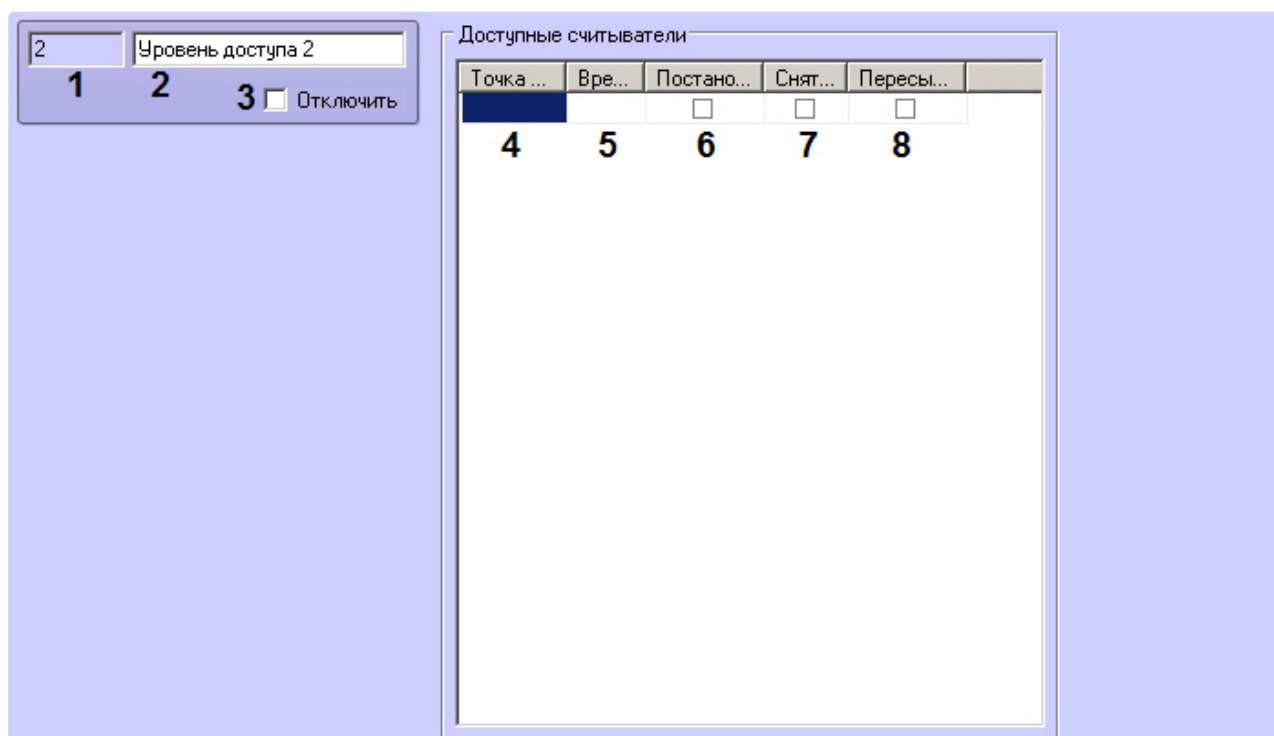 2 Уровень доступа 2
1 2 3 Отключить
Доступные считыватели
Точка ... Вре... Постано... Снят... Пересы...
4 5 6 7 8